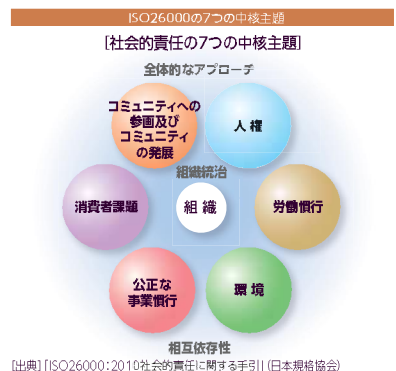 ISO26000の7つの中核主題
[社会的責任の7つの中核主題]
全体的なアプローチ
コミュニティへの
参画及び
コミュニティ
の発展
人権
組織統治
消費者課題
組織
労働慣行
公正な
事業慣行
環境
相互依存性
[出典]「ISO26000：2010社会的責任に関する手引」（日本規格協会）